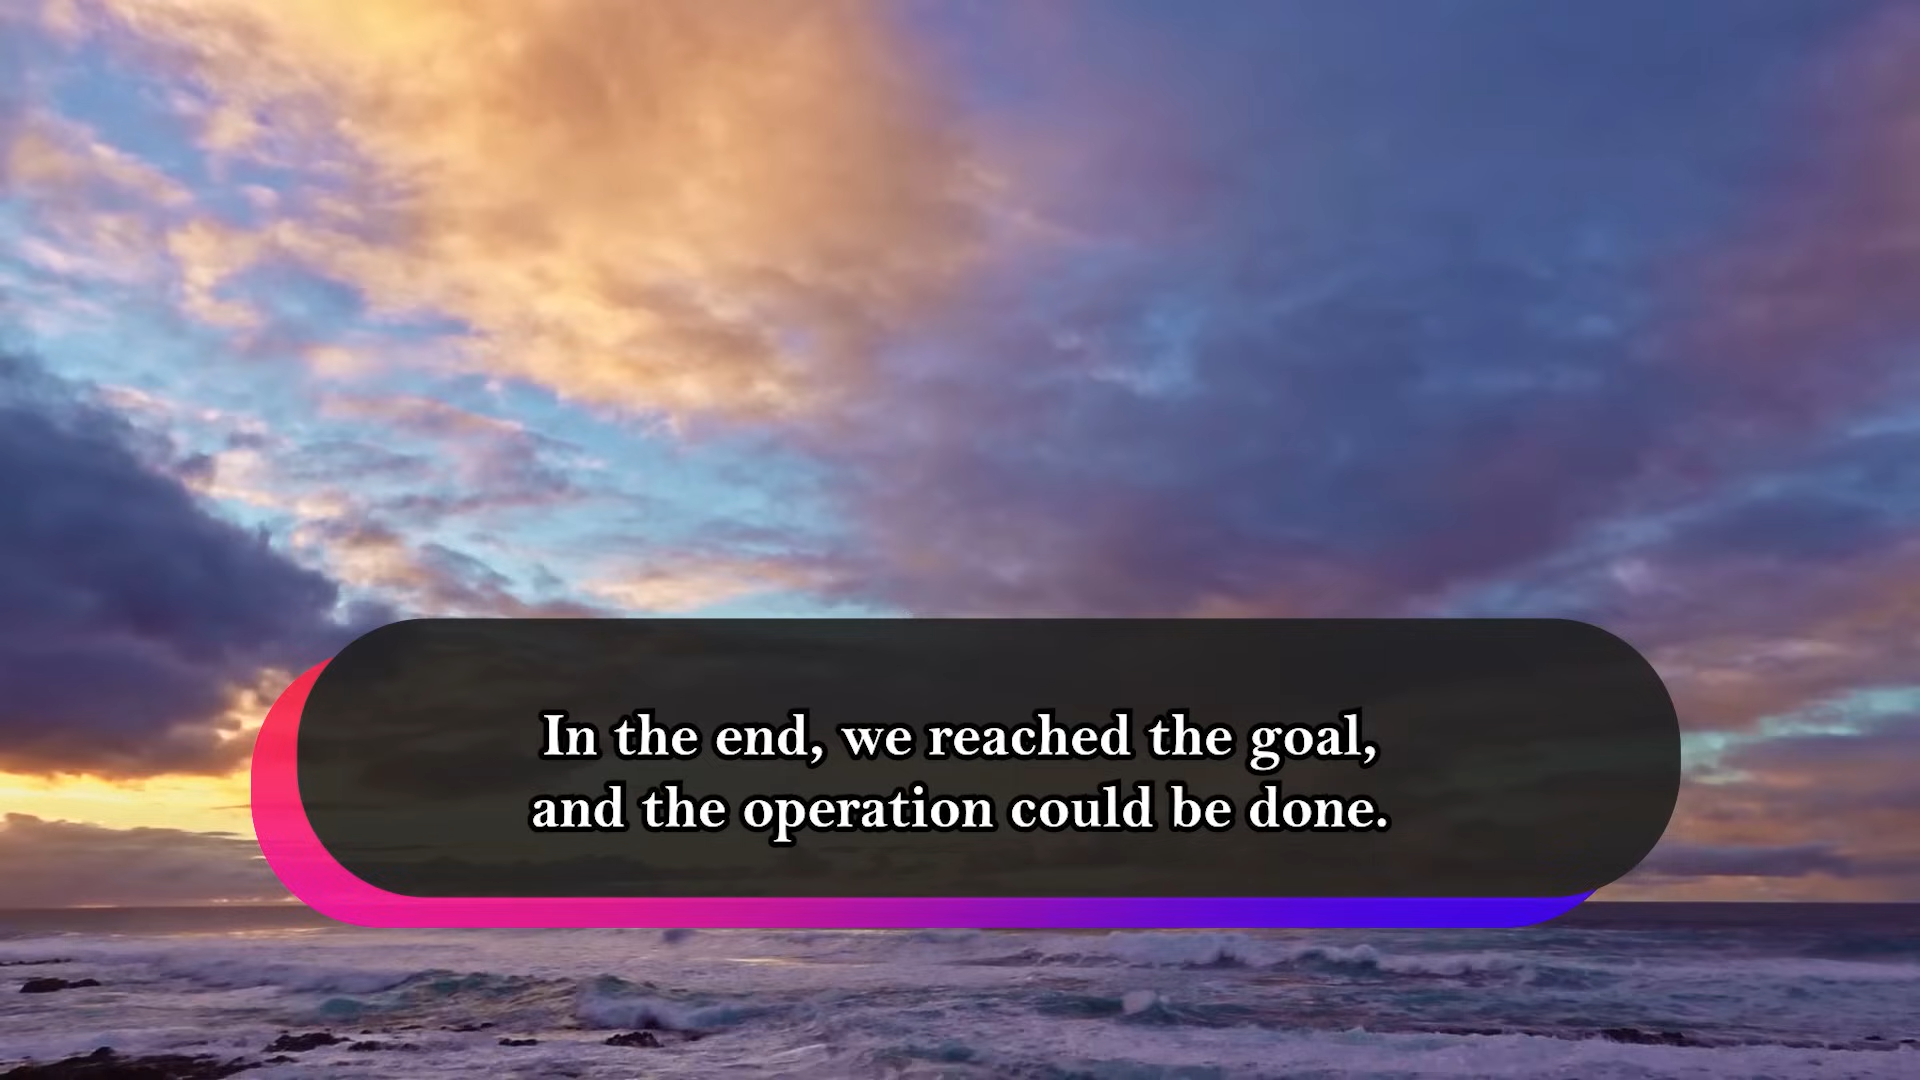 In the end, we reached the goal,
and the operation could be done.